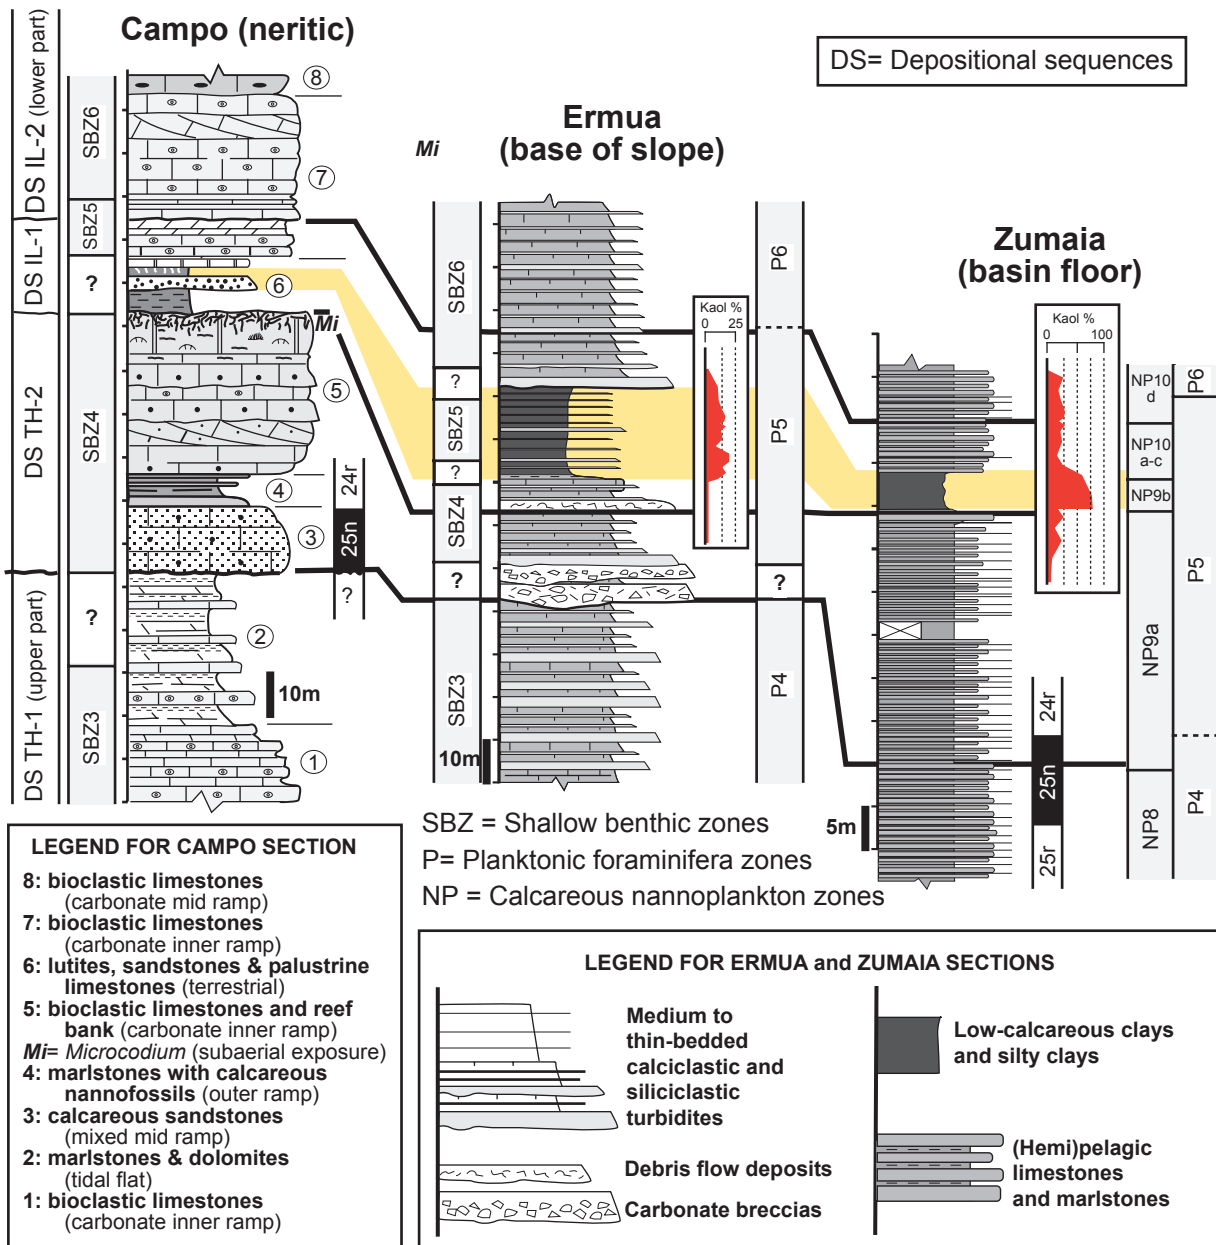 Campo (neritic)
DS= Depositional sequences
Ermua
(base of slope)
Zumaia
(basin floor)
DS IL-2 (lower part)
DS IL-1
DS TH-2
DS TH-1 (upper part)
SBZ6
SBZ5
?
SBZ4
?
SBZ3
8
7
6
Mi
5
4
3
2
1
10m
24r
25n
?
Mi
SBZ6
?
SBZ5
?
SBZ4
?
SBZ3
10m
Kaol %
0 25
P6
P5
?
P4
5m
Kaol %
0 100
24r
25n
25r
NP10
d
NP10
a-c
NP9b
NP9a
NP8
P6
P5
P4
SBZ = Shallow benthic zones
P= Planktonic foraminifera zones
NP = Calcareous nannoplankton zones
LEGEND FOR CAMPO SECTION
8: bioclastic limestones
(carbonate mid ramp)
7: bioclastic limestones
(carbonate inner ramp)
6: lutites, sandstones & palustrine
limestones (terrestrial)
5: bioclastic limestones and reef
bank (carbonate inner ramp)
Mi= Microcodium (subaerial exposure)
4: marlstones with calcareous
nannofossils (outer ramp)
3: calcareous sandstones
(mixed mid ramp)
2: marlstones & dolomites
(tidal flat)
1: bioclastic limestones
(carbonate inner ramp)
LEGEND FOR ERMUA and ZUMAIA SECTIONS
Medium to
thin-bedded
calciclastic and
siliciclastic
turbidites
Debris flow deposits
Carbonate breccias
Low-calcareous clays
and silty clays
(Hemi)pelagic
limestones
and marlstones